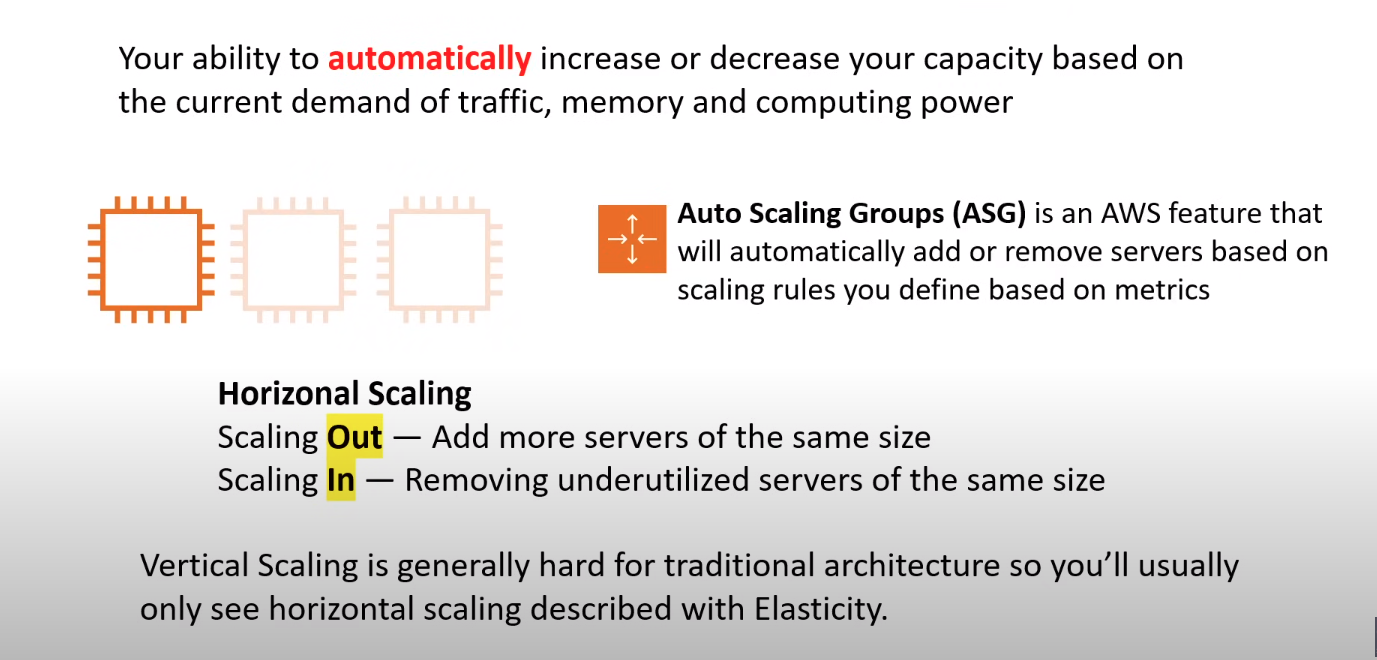 Your ability to automatically increase or decrease your capacity based on
the current demand of traffic, memory and computing power
Auto Scaling Groups (ASG) is an AWS feature that
will automatically add or remove servers based on
scaling rules you define based on metrics
Horizonal Scaling
Scaling Out — Add more servers of the same size
Scaling In — Removing underutilized servers of the same size
Vertical Scaling is generally hard for traditional architecture so you’ll usually
only see horizontal scaling described with Elasticity.